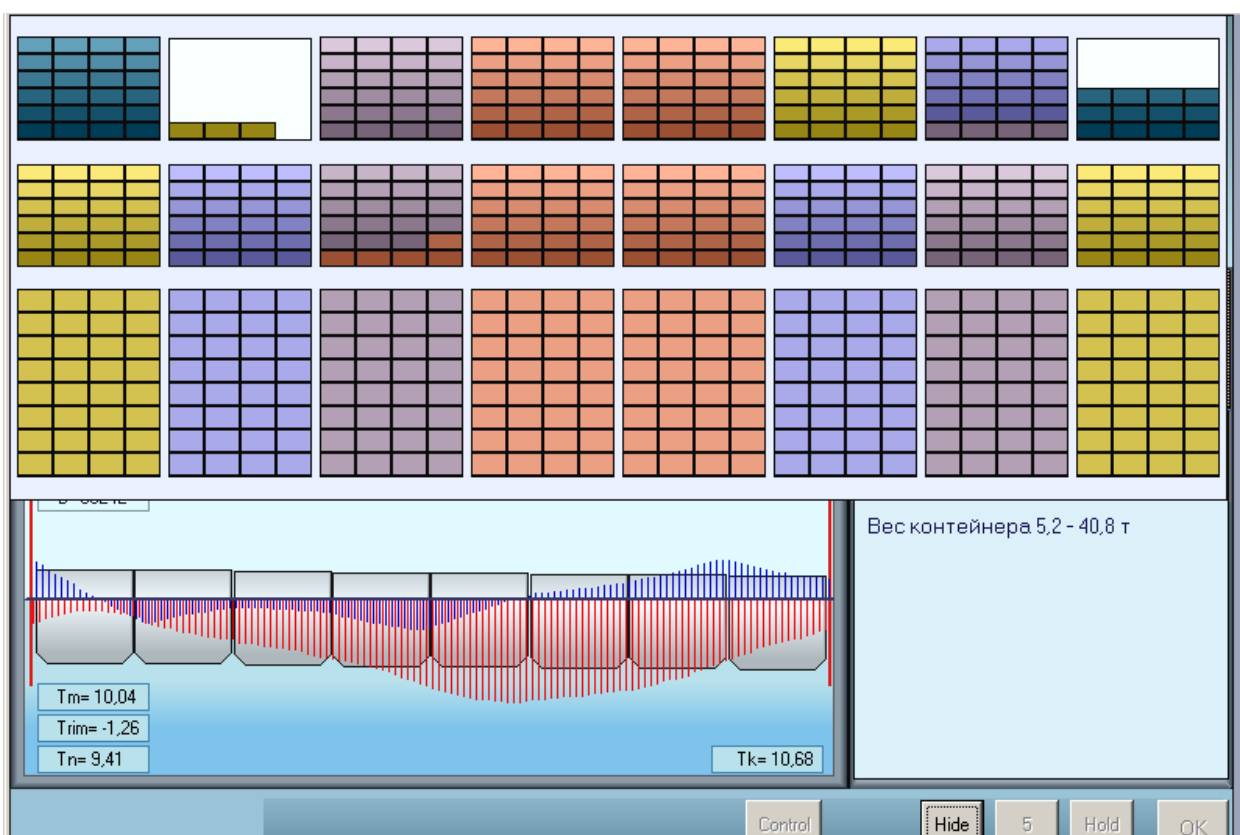 Вес контейнера 5,2 - 40,8 т
Tm= 10,04
Trim= -1,26
Tn= 9,41
Tk= 10,68
Control
Hide
5
Hold
OK